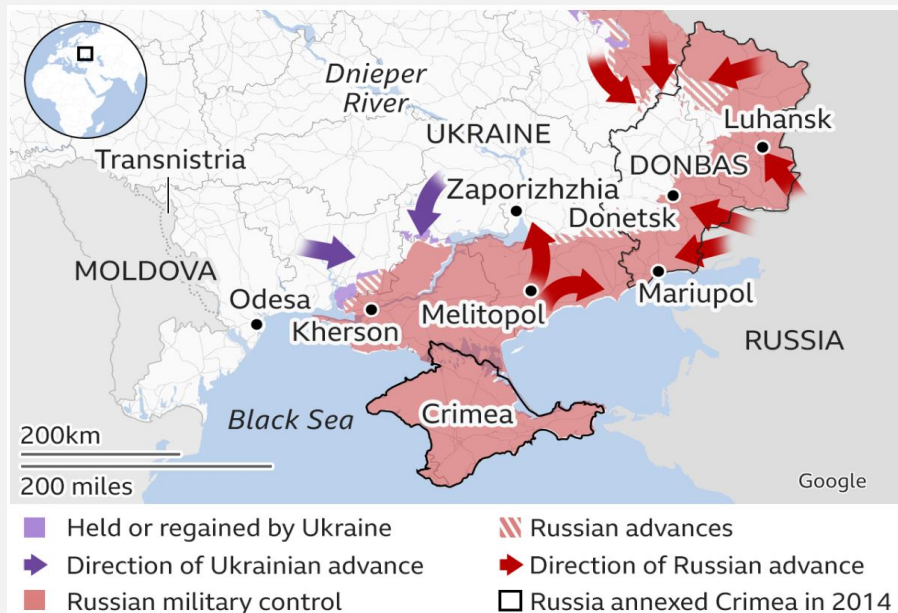 Dnieper
River
UKRAINE
Luhansk
Transnistria
DONBAS
Zaporizhzhia
Donetsk
MOLDOVA
Odesa
Kherson
Melitopol
Mariupol
RUSSIA
Crimea
Black Sea
200km
200 miles
Google
Held or regained by Ukraine
Russian advances
Direction of Ukrainian advance
Direction of Russian advance
Russian military control
Russia annexed Crimea in 2014